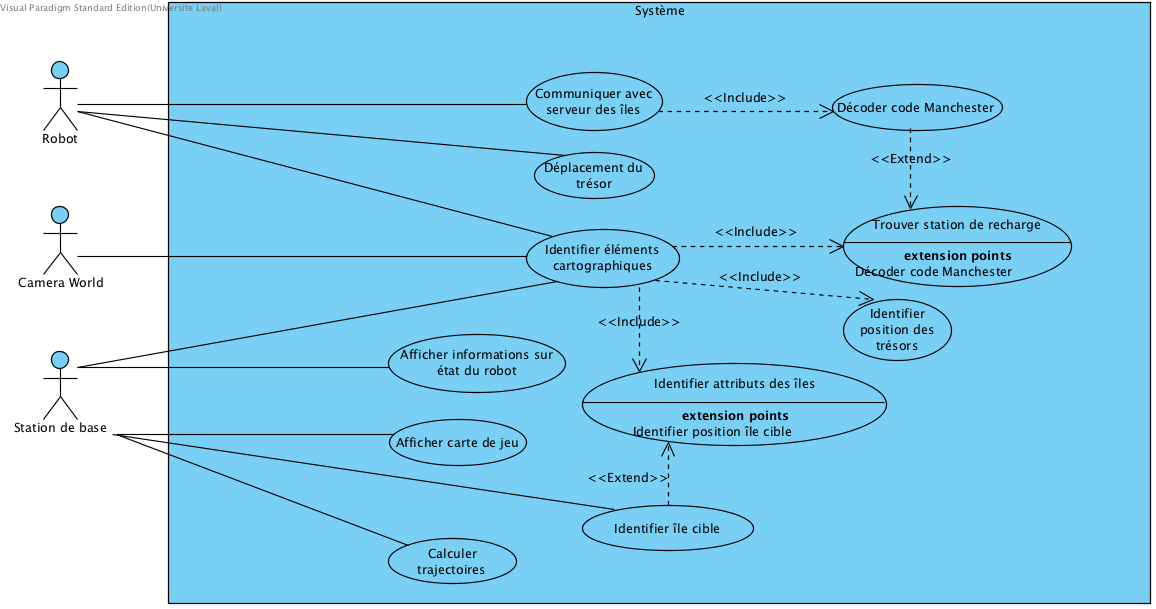 Visual Paradigm Standard Edition(Universite Laval)
Système
Robot
Camera World
Station de base
Communiquer avec
serveur des îles
<<Include>>
Décoder code Manchester
<<Extend>>
Déplacement du
trésor
Identifier éléments
cartographiques
<<Include>>
Trouver station de recharge
extension points
Décoder code Manchester
<<Include>>
Identifier
position des
trésors
<<Include>>
Afficher informations sur
état du robot
Identifier attributs des îles
extension points
Identifier position île cible
Afficher carte de jeu
<<Extend>>
Identifier île cible
Calculer
trajectoires